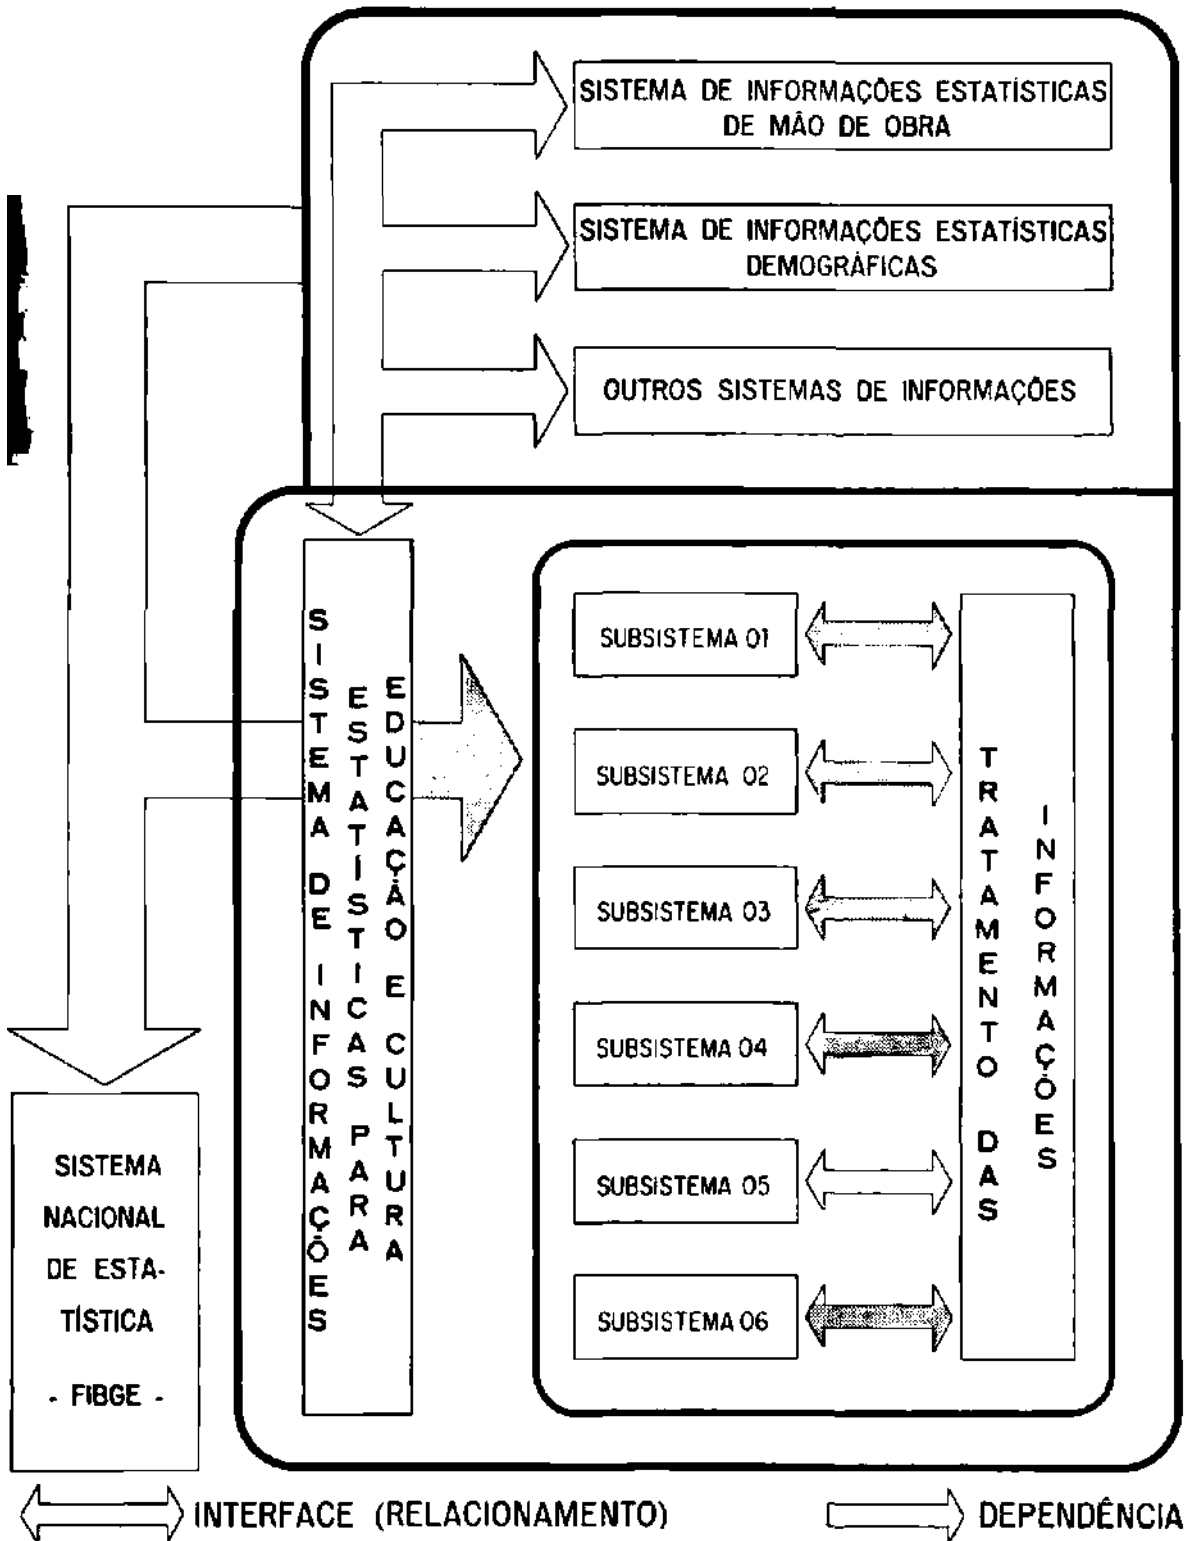 SISTEMA DE INFORMAÇÕES ESTATÍSTICAS
DE MÃO DE OBRA
SISTEMA DE INFORMAÇÕES ESTATÍSTICAS
DEMOGRÁFICAS
OUTROS SISTEMAS DE INFORMAÇÕES
SISTEMA DE INFORMAÇÕES
ESTATÍSTICAS PARA
EDUCAÇÃO E CULTURA
SUBSISTEMA 01
SUBSISTEMA 02
SUBSISTEMA 03
SUBSISTEMA 04
SUBSISTEMA 05
SUBSISTEMA 06
TRATAMENTO DAS
INFORMAÇÕES
SISTEMA
NACIONAL
DE ESTA-
TÍSTICA
- FIBGE -
INTERFACE (RELACIONAMENTO)
DEPENDÊNCIA